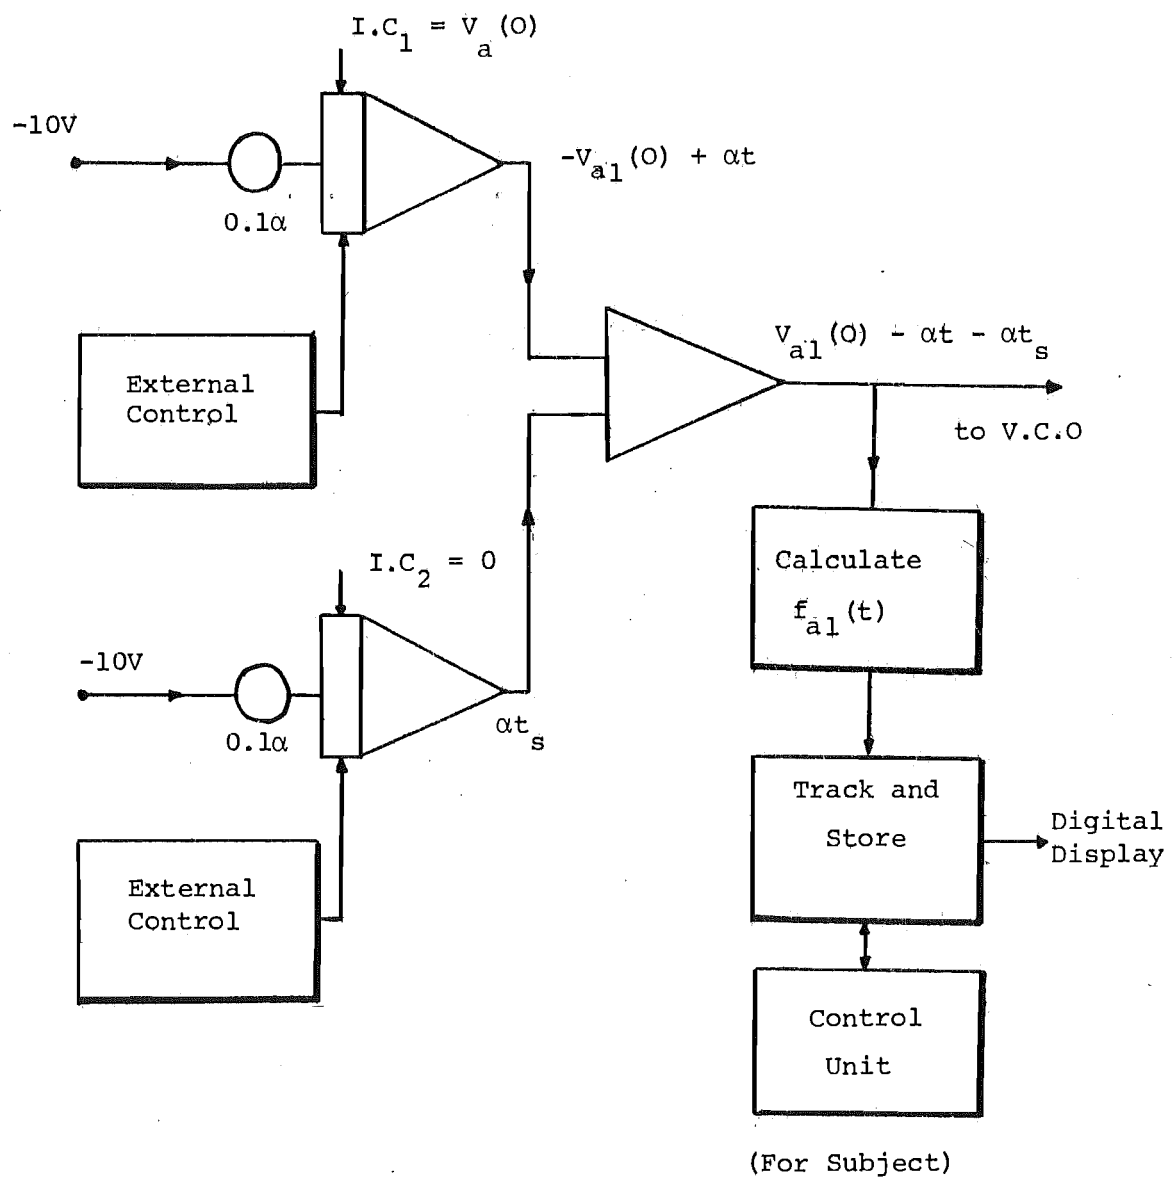 I.C1 = Va(O)
-10V
0.1α
-Va1(O) + αt
External
Control
Va1(O) - αt - αts
to V.C.O
Calculate
fa1(t)
I.C2 = 0
-10V
0.1α
αts
Track and
Store
Digital
Display
External
Control
Control
Unit
(For Subject)